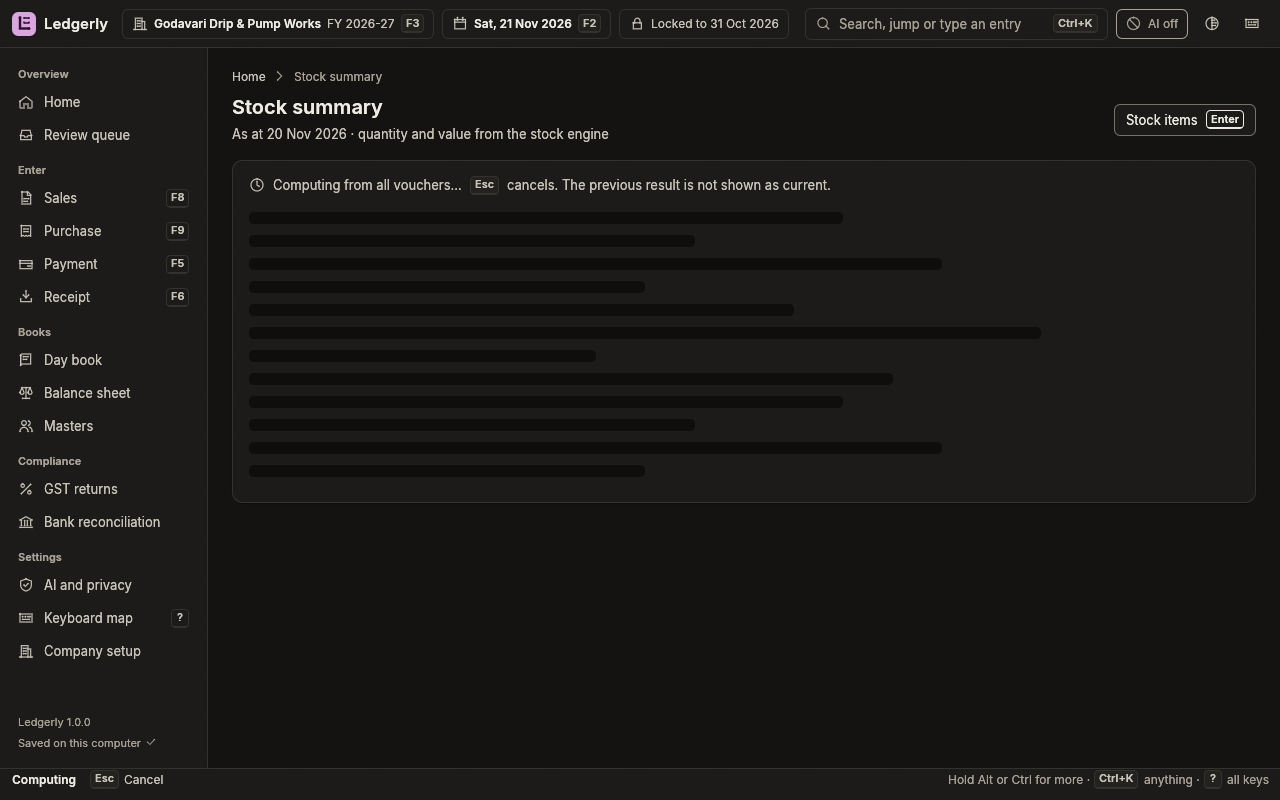 Ledgerly
Godavari Drip & Pump Works FY 2026-27 F3
Sat, 21 Nov 2026 F2
Locked to 31 Oct 2026
Search, jump or type an entry Ctrl+K
AI off
Overview
Home
Review queue
Enter
Sales F8
Purchase F9
Payment F5
Receipt F6
Books
Day book
Balance sheet
Masters
Compliance
GST returns
Bank reconciliation
Settings
AI and privacy
Keyboard map ?
Company setup
Ledgerly 1.0.0
Saved on this computer
Home Stock summary
Stock summary
As at 20 Nov 2026 · quantity and value from the stock engine
Stock items Enter
Computing from all vouchers... Esc cancels. The previous result is not shown as current.
Computing Esc Cancel
Hold Alt or Ctrl for more · Ctrl+K anything · ? all keys